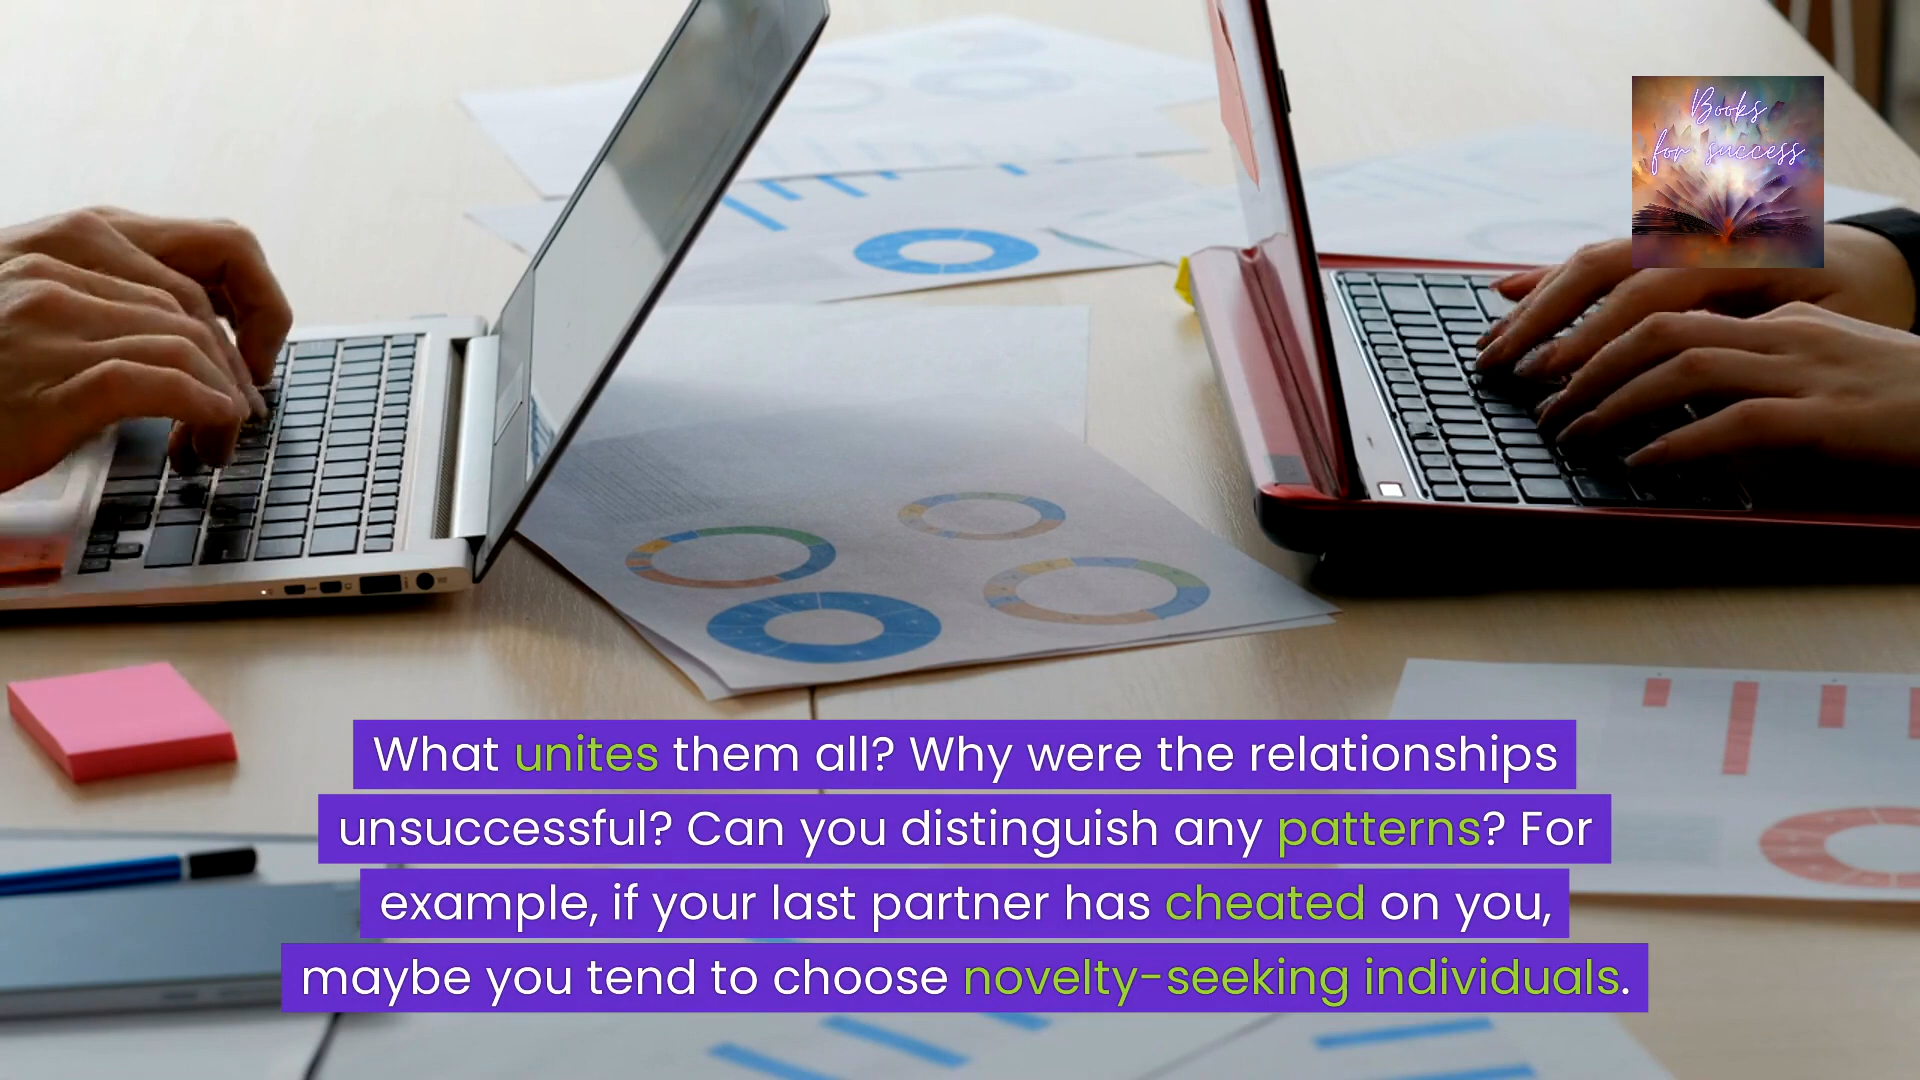 Books
for success
What unites them all? Why were the relationships
unsuccessful? Can you distinguish any patterns? For
example, if your last partner has cheated on you,
maybe you tend to choose novelty-seeking individuals.